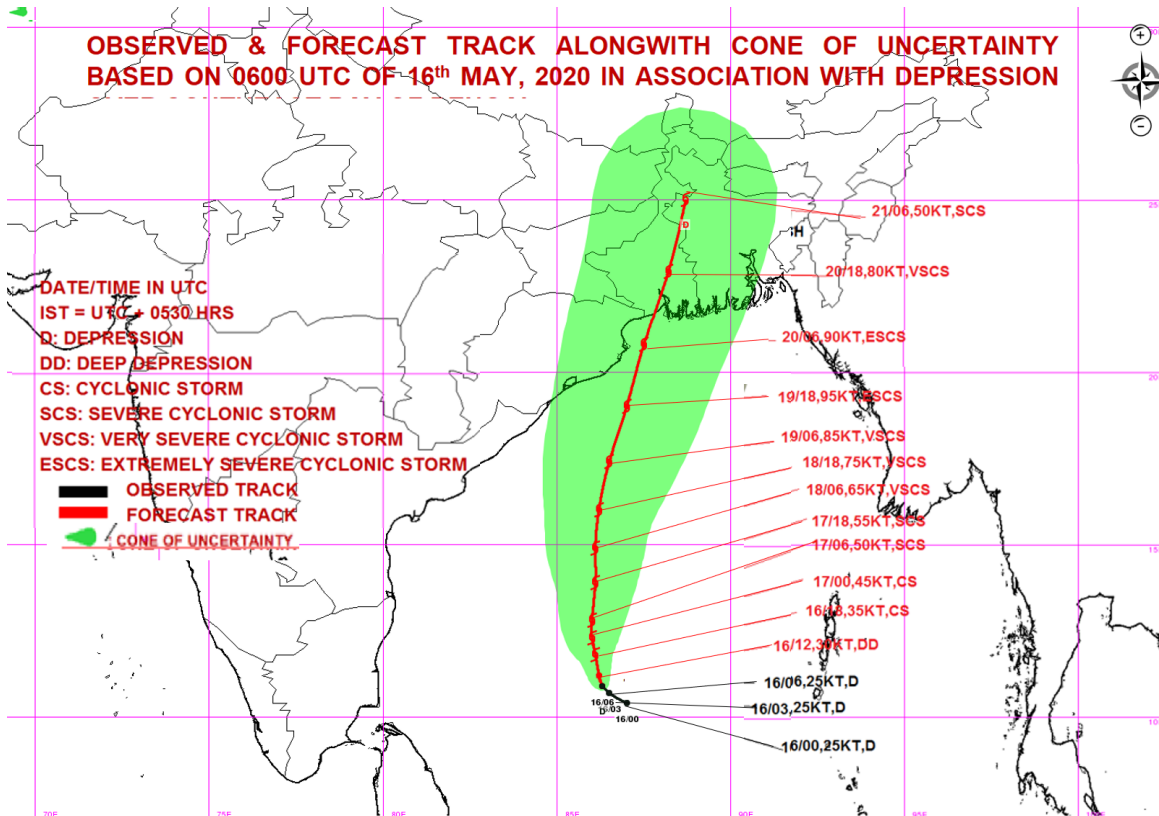 OBSERVED & FORECAST TRACK ALONGWITH CONE OF UNCERTAINTY
BASED ON 0600 UTC OF 16th MAY, 2020 IN ASSOCIATION WITH DEPRESSION
21/06,50KT,SCS
20/18,80KT,VSCS
20/06,90KT,ESCS
19/18,95KT,ESCS
19/06,85KT,VSCS
18/18,75KT,VSCS
18/06,65KT,VSCS
17/18,55KT,SCS
17/06,50KT,SCS
17/00,45KT,CS
16/18,35KT,CS
16/12,30KT,DD
16/06,25KT,D
16/03,25KT,D
16/00,25KT,D
DATE/TIME IN UTC
IST = UTC + 0530 HRS
D: DEPRESSION
DD: DEEP DEPRESSION
CS: CYCLONIC STORM
SCS: SEVERE CYCLONIC STORM
VSCS: VERY SEVERE CYCLONIC STORM
ESCS: EXTREMELY SEVERE CYCLONIC STORM
OBSERVED TRACK
FORECAST TRACK
CONE OF UNCERTAINTY
D
H
16/06
D
16/00
70E 75E 80E 85E 90E 95E